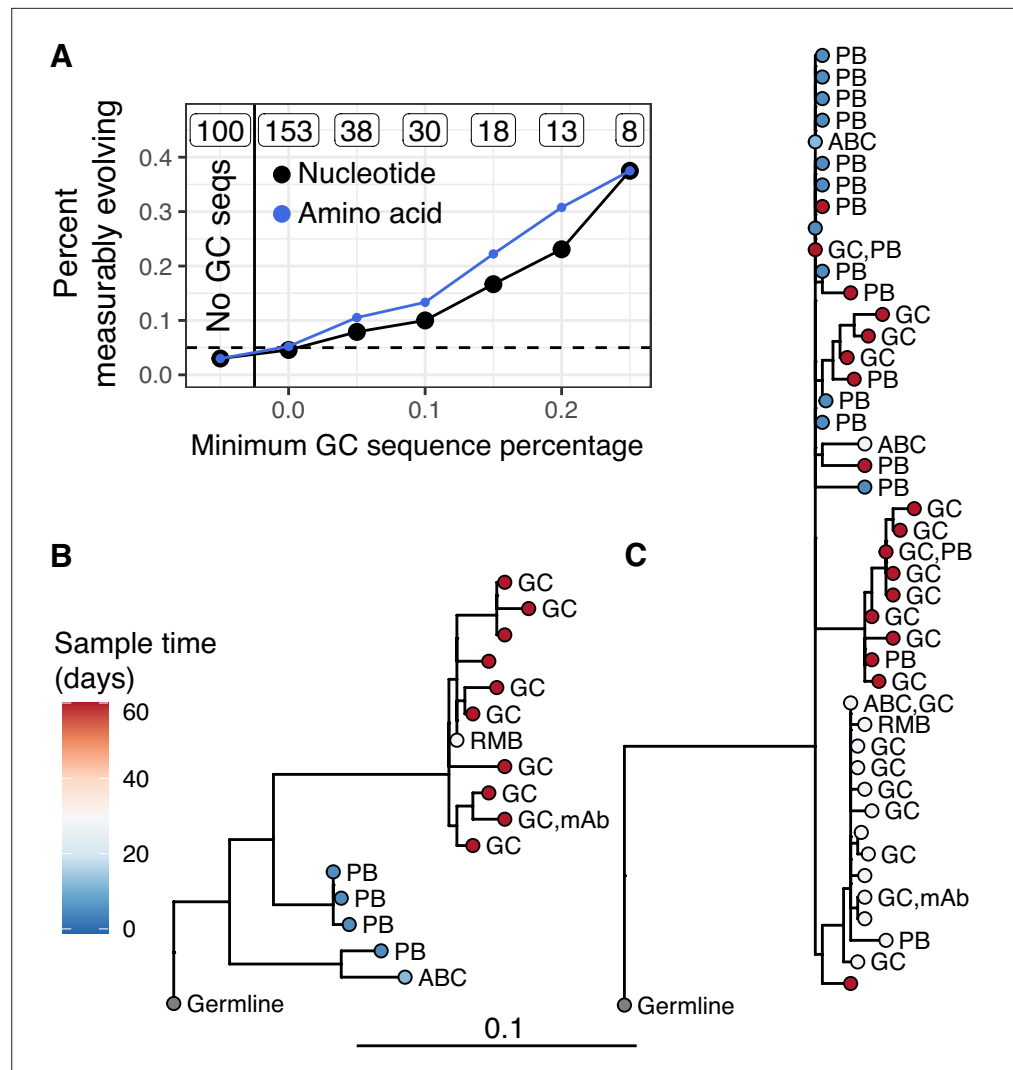 A
Percent
measurably evolving
0.4
0.3
0.2
0.1
0.0
100
153
38
30
18
13
8
No GC seqs
Nucleotide
Amino acid
0.0
0.1
0.2
Minimum GC sequence percentage
B
Sample time
(days)
60
40
20
0
GC
GC
GC
GC
RMB
GC
GC
GC,mAb
GC
PB
PB
PB
PB
ABC
Germline
0.1
C
PB
PB
PB
PB
ABC
PB
PB
PB
GC,PB
PB
PB
GC
GC
GC
PB
PB
PB
ABC
PB
PB
GC
GC
GC,PB
GC
GC
GC
GC
PB
GC
ABC,GC
RMB
GC
GC
GC
GC
GC
GC,mAb
PB
GC
Germline